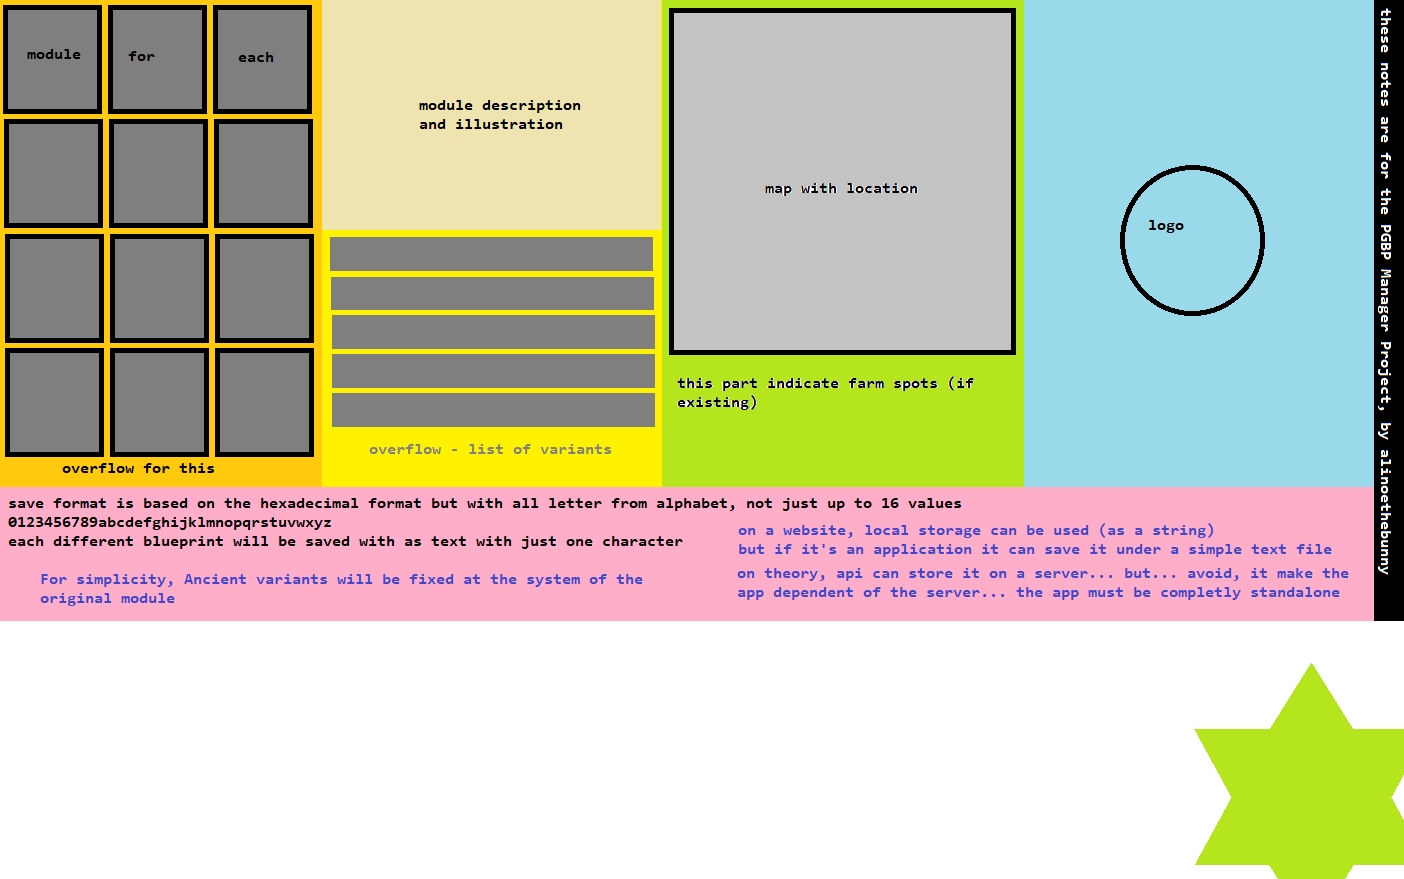 module for each
overflow for this
module description
and illustration
overflow - list of variants
map with location
this part indicate farm spots (if
existing)
logo
these notes are for the PGBP Manager Project, by alinoethebunny
save format is based on the hexadecimal format but with all letter from alphabet, not just up to 16 values
0123456789abcdefghijklmnopqrstuvwxyz
each different blueprint will be saved with as text with just one character
For simplicity, Ancient variants will be fixed at the system of the
original module
on a website, local storage can be used (as a string)
but if it's an application it can save it under a simple text file
on theory, api can store it on a server... but... avoid, it make the
app dependent of the server... the app must be completly standalone